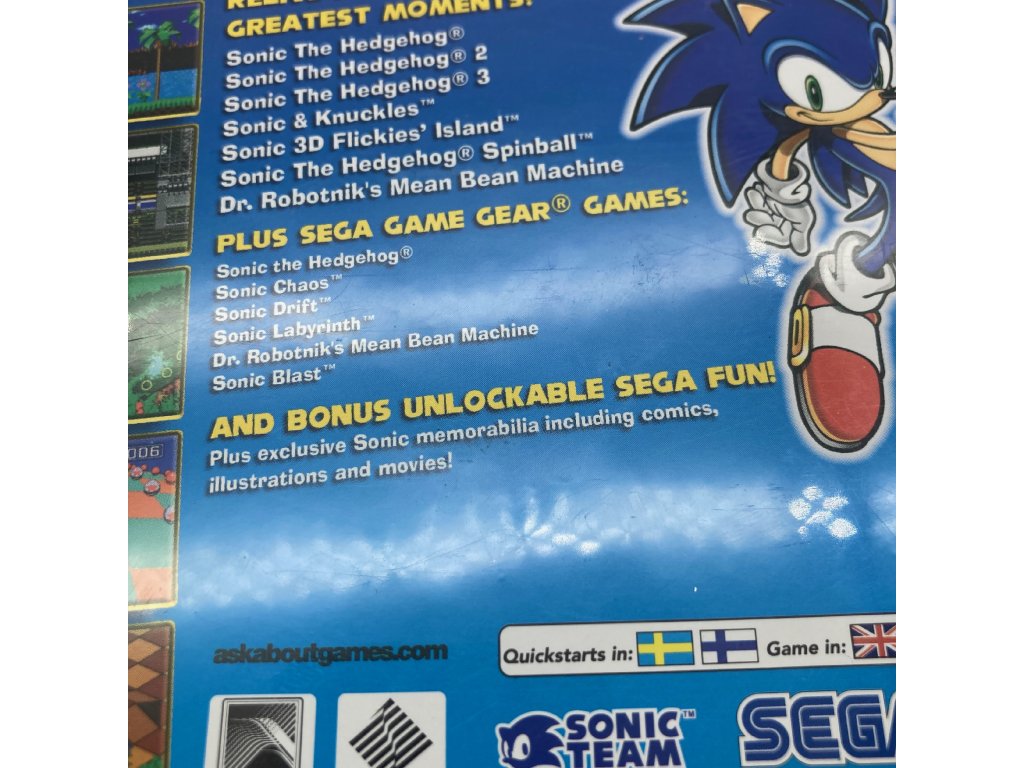 GREATEST MOMENTS!
Sonic The Hedgehog®
Sonic The Hedgehog® 2
Sonic The Hedgehog® 3
Sonic & Knuckles™
Sonic 3D Flickies' Island™
Sonic The Hedgehog® Spinball™
Dr. Robotnik's Mean Bean Machine
PLUS SEGA GAME GEAR® GAMES:
Sonic the Hedgehog®
Sonic Chaos™
Sonic Drift™
Sonic Labyrinth™
Dr. Robotnik's Mean Bean Machine
Sonic Blast™
AND BONUS UNLOCKABLE SEGA FUN!
Plus exclusive Sonic memorabilia including comics,
illustrations and movies!
006
askaboutgames.com
Quickstarts in:
Game in:
SONIC™
TEAM
SEGA